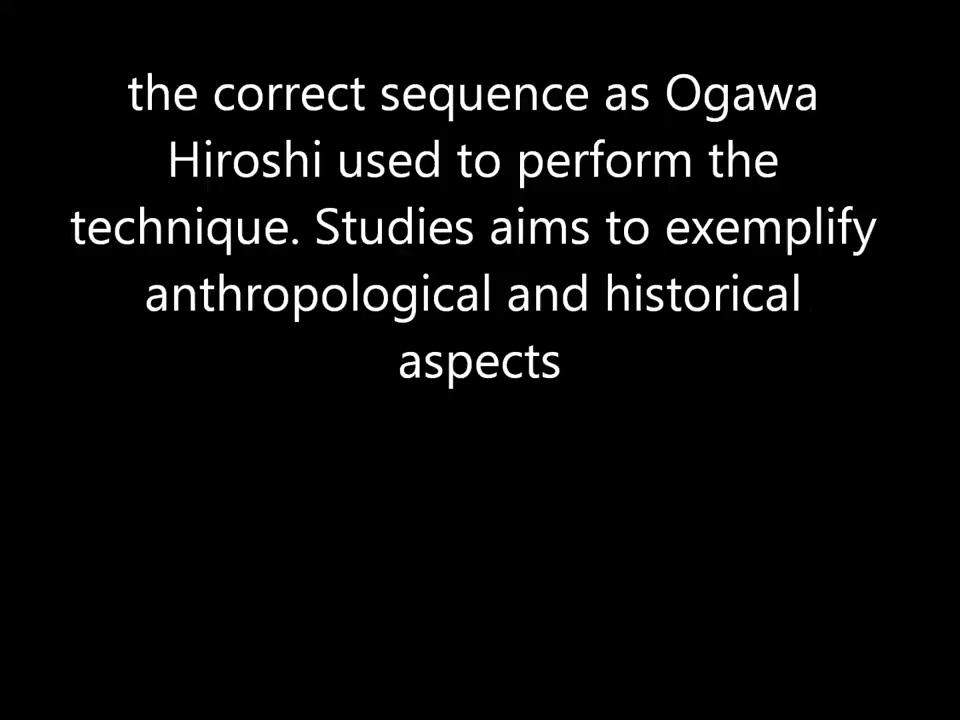 the correct sequence as Ogawa
Hiroshi used to perform the
technique. Studies aims to exemplify
anthropological and historical
aspects